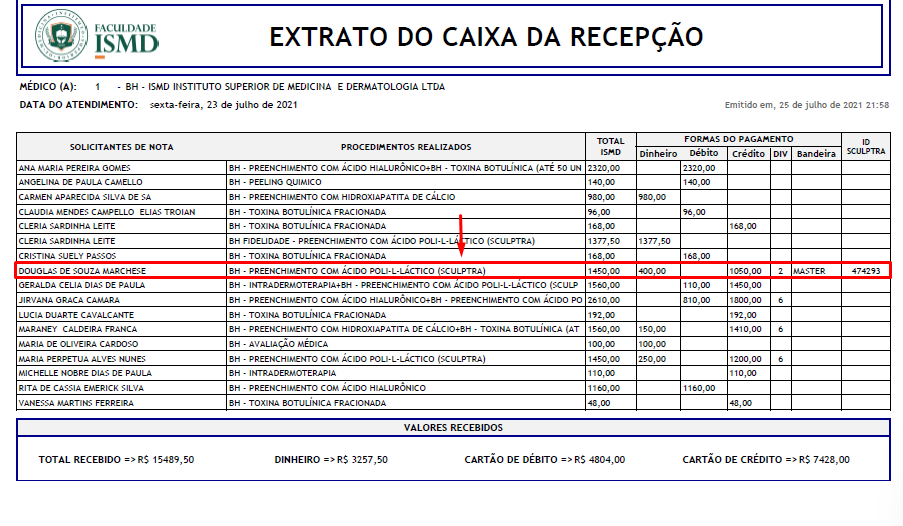 FACULDADE
ISMD
EXTRATO DO CAIXA DA RECEPÇÃO
MÉDICO (A): 1 - BH - ISMD INSTITUTO SUPERIOR DE MEDICINA E DERMATOLOGIA LTDA
DATA DO ATENDIMENTO: sexta-feira, 23 de julho de 2021 Emitido em, 25 de julho de 2021 21:58
SOLICITANTES DE NOTA PROCEDIMENTOS REALIZADOS TOTAL ISMD FORMAS DO PAGAMENTO ID SCULPTRA
Dinheiro Débito Crédito DIV Bandeira
ANA MARIA PEREIRA GOMES BH - PREENCHIMENTO COM ÁCIDO HIALURÔNICO+BH - TOXINA BOTULÍNICA (ATÉ 50 UN 2320,00 2320,00
ANGELINA DE PAULA CAMELLO BH - PEELING QUIMICO 140,00 140,00
CARMEN APARECIDA SILVA DE SA BH - PREENCHIMENTO COM HIDROXIAPATITA DE CÁLCIO 980,00 980,00
CLAUDIA MENDES CAMPELLO ELIAS TROIAN BH - TOXINA BOTULÍNICA FRACIONADA 96,00 96,00
CLERIA SARDINHA LEITE BH - TOXINA BOTULÍNICA FRACIONADA 168,00 168,00
CLERIA SARDINHA LEITE BH FIDELIDADE - PREENCHIMENTO COM ÁCIDO POLI-L-LÁCTICO (SCULPTRA) 1377,50 1377,50
CRISTINA SUELY PASSOS BH - TOXINA BOTULÍNICA FRACIONADA 168,00 168,00
DOUGLAS DE SOUZA MARCHESE BH - PREENCHIMENTO COM ÁCIDO POLI-L-LÁCTICO (SCULPTRA) 1450,00 400,00 1050,00 2 MASTER 474293
GERALDA CELIA DIAS DE PAULA BH - INTRADERMOTERAPIA+BH - PREENCHIMENTO COM ÁCIDO POLI-L-LÁCTICO (SCULP 1560,00 110,00 1450,00
JIRVANA GRACA CAMARA BH - PREENCHIMENTO COM ÁCIDO HIALURÔNICO+BH - PREENCHIMENTO COM ÁCIDO PO 2610,00 810,00 1800,00 6
LUCIA DUARTE CAVALCANTE BH - TOXINA BOTULÍNICA FRACIONADA 192,00 192,00
MARANEY CALDEIRA FRANCA BH - PREENCHIMENTO COM HIDROXIAPATITA DE CÁLCIO+BH - TOXINA BOTULÍNICA (AT 1560,00 150,00 1410,00 6
MARIA DE OLIVEIRA CARDOSO BH - AVALIAÇÃO MÉDICA 100,00 100,00
MARIA PERPETUA ALVES NUNES BH - PREENCHIMENTO COM ÁCIDO POLI-L-LÁCTICO (SCULPTRA) 1450,00 250,00 1200,00 6
MICHELLE NOBRE DIAS DE PAULA BH - INTRADERMOTERAPIA 110,00 110,00
RITA DE CASSIA EMERICK SILVA BH - PREENCHIMENTO COM ÁCIDO HIALURÔNICO 1160,00 1160,00
VANESSA MARTINS FERREIRA BH - TOXINA BOTULÍNICA FRACIONADA 48,00 48,00
VALORES RECEBIDOS
TOTAL RECEBIDO => R$ 15489,50 DINHEIRO => R$ 3257,50 CARTÃO DE DÉBITO => R$ 4804,00 CARTÃO DE CRÉDITO => R$ 7428,00